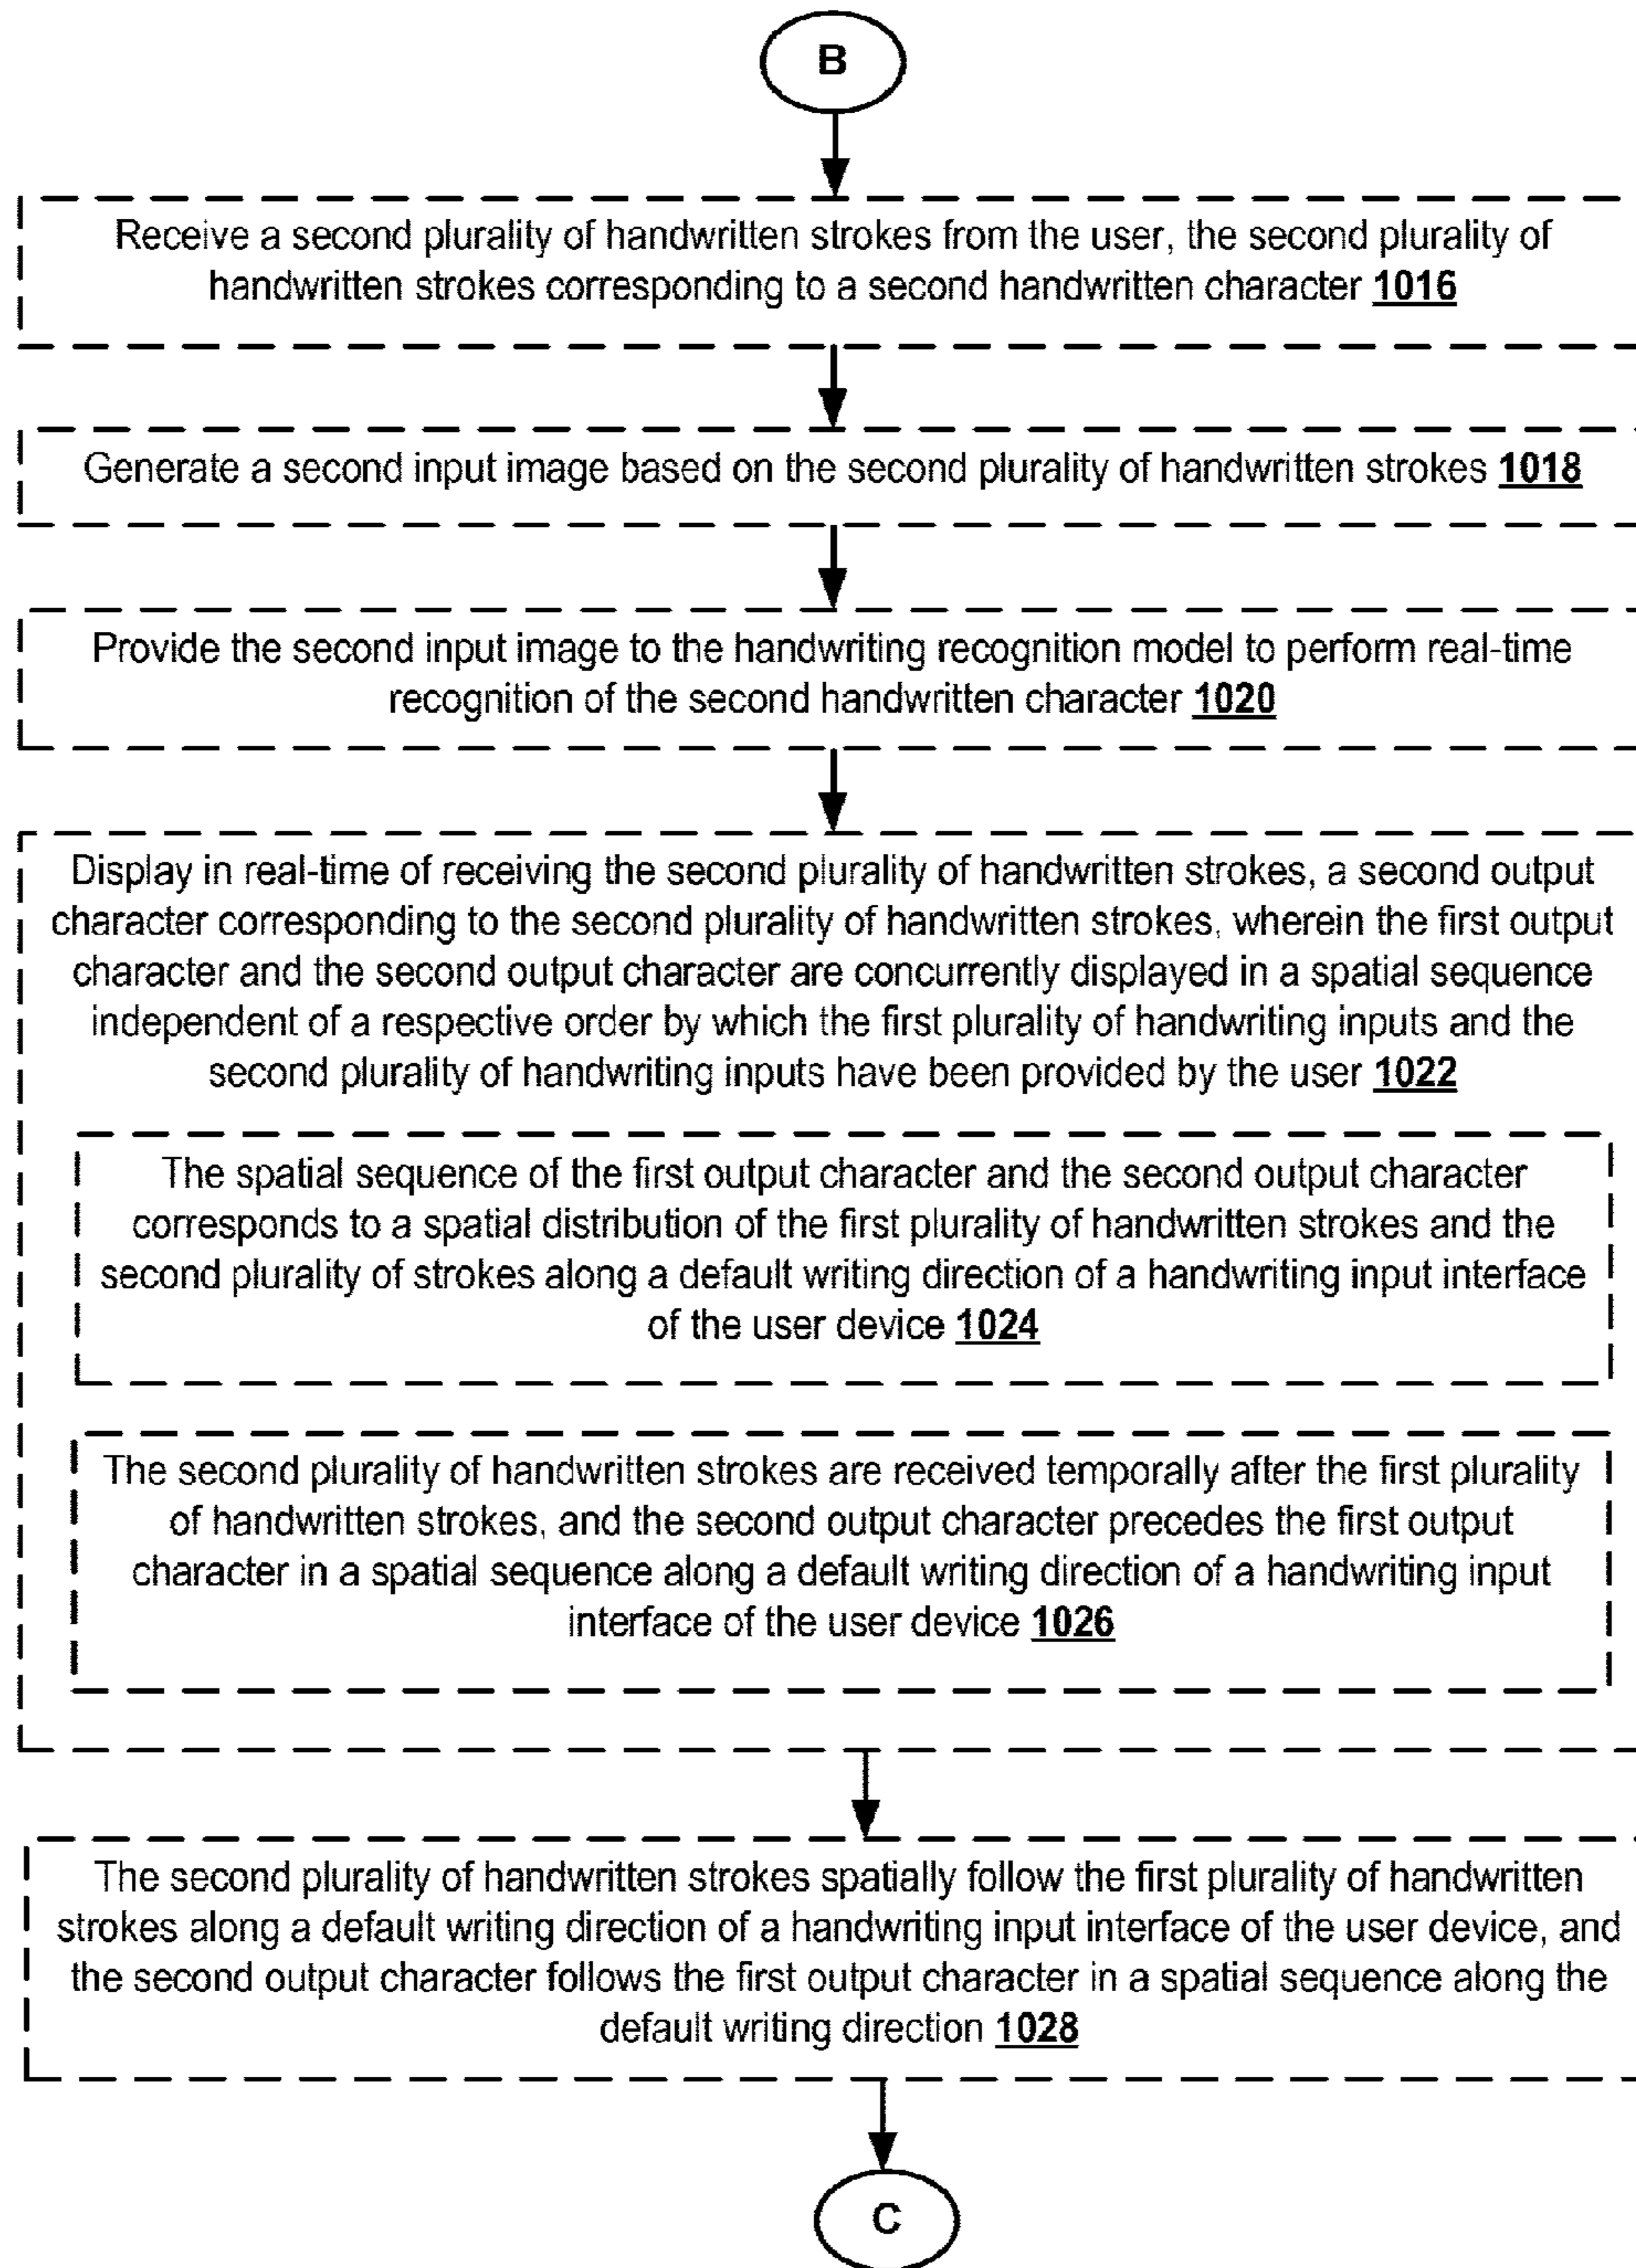 B
Receive a second plurality of handwritten strokes from the user, the second plurality of
handwritten strokes corresponding to a second handwritten character 1016
Generate a second input image based on the second plurality of handwritten strokes 1018
Provide the second input image to the handwriting recognition model to perform real-time
recognition of the second handwritten character 1020
Display in real-time of receiving the second plurality of handwritten strokes, a second output
character corresponding to the second plurality of handwritten strokes, wherein the first output
character and the second output character are concurrently displayed in a spatial sequence
independent of a respective order by which the first plurality of handwriting inputs and the
second plurality of handwriting inputs have been provided by the user 1022
The spatial sequence of the first output character and the second output character
corresponds to a spatial distribution of the first plurality of handwritten strokes and the
second plurality of strokes along a default writing direction of a handwriting input interface
of the user device 1024
The second plurality of handwritten strokes are received temporally after the first plurality
of handwritten strokes, and the second output character precedes the first output
character in a spatial sequence along a default writing direction of a handwriting input
interface of the user device 1026
The second plurality of handwritten strokes spatially follow the first plurality of handwritten
strokes along a default writing direction of a handwriting input interface of the user device, and
the second output character follows the first output character in a spatial sequence along the
default writing direction 1028
C